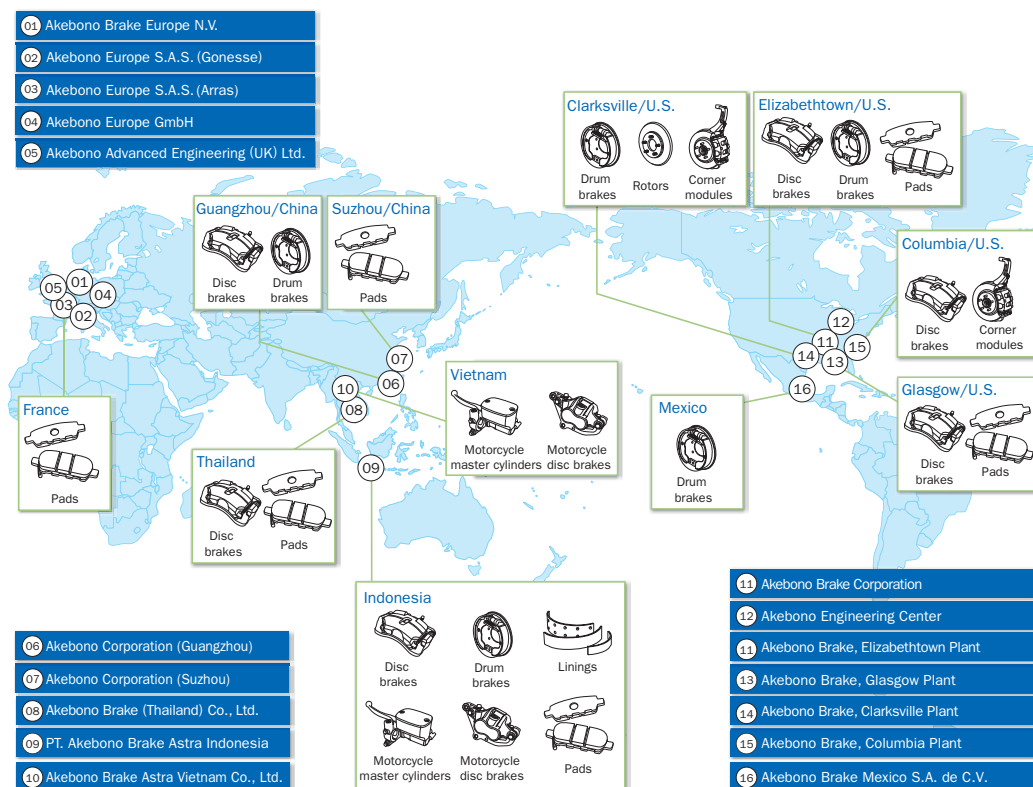 01 Akebono Brake Europe N.V.
02 Akebono Europe S.A.S. (Gonesse)
03 Akebono Europe S.A.S. (Arras)
04 Akebono Europe GmbH
05 Akebono Advanced Engineering (UK) Ltd.
Clarksville/U.S.
Drum
brakes
Rotors
Corner
modules
Elizabethtown/U.S.
Disc
brakes
Drum
brakes
Pads
Guangzhou/China
Disc
brakes
Drum
brakes
Suzhou/China
Pads
Columbia/U.S.
Disc
brakes
Corner
modules
05
01
03
04
02
07
06
10
08
09
12
11
15
14
13
16
France
Pads
Thailand
Disc
brakes
Pads
Vietnam
Motorcycle
master cylinders
Motorcycle
disc brakes
Mexico
Drum
brakes
Glasgow/U.S.
Disc
brakes
Pads
Indonesia
Disc
brakes
Drum
brakes
Linings
Motorcycle
master cylinders
Motorcycle
disc brakes
Pads
06 Akebono Corporation (Guangzhou)
07 Akebono Corporation (Suzhou)
08 Akebono Brake (Thailand) Co., Ltd.
09 PT. Akebono Brake Astra Indonesia
10 Akebono Brake Astra Vietnam Co., Ltd.
11 Akebono Brake Corporation
12 Akebono Engineering Center
11 Akebono Brake, Elizabethtown Plant
13 Akebono Brake, Glasgow Plant
14 Akebono Brake, Clarksville Plant
15 Akebono Brake, Columbia Plant
16 Akebono Brake Mexico S.A. de C.V.